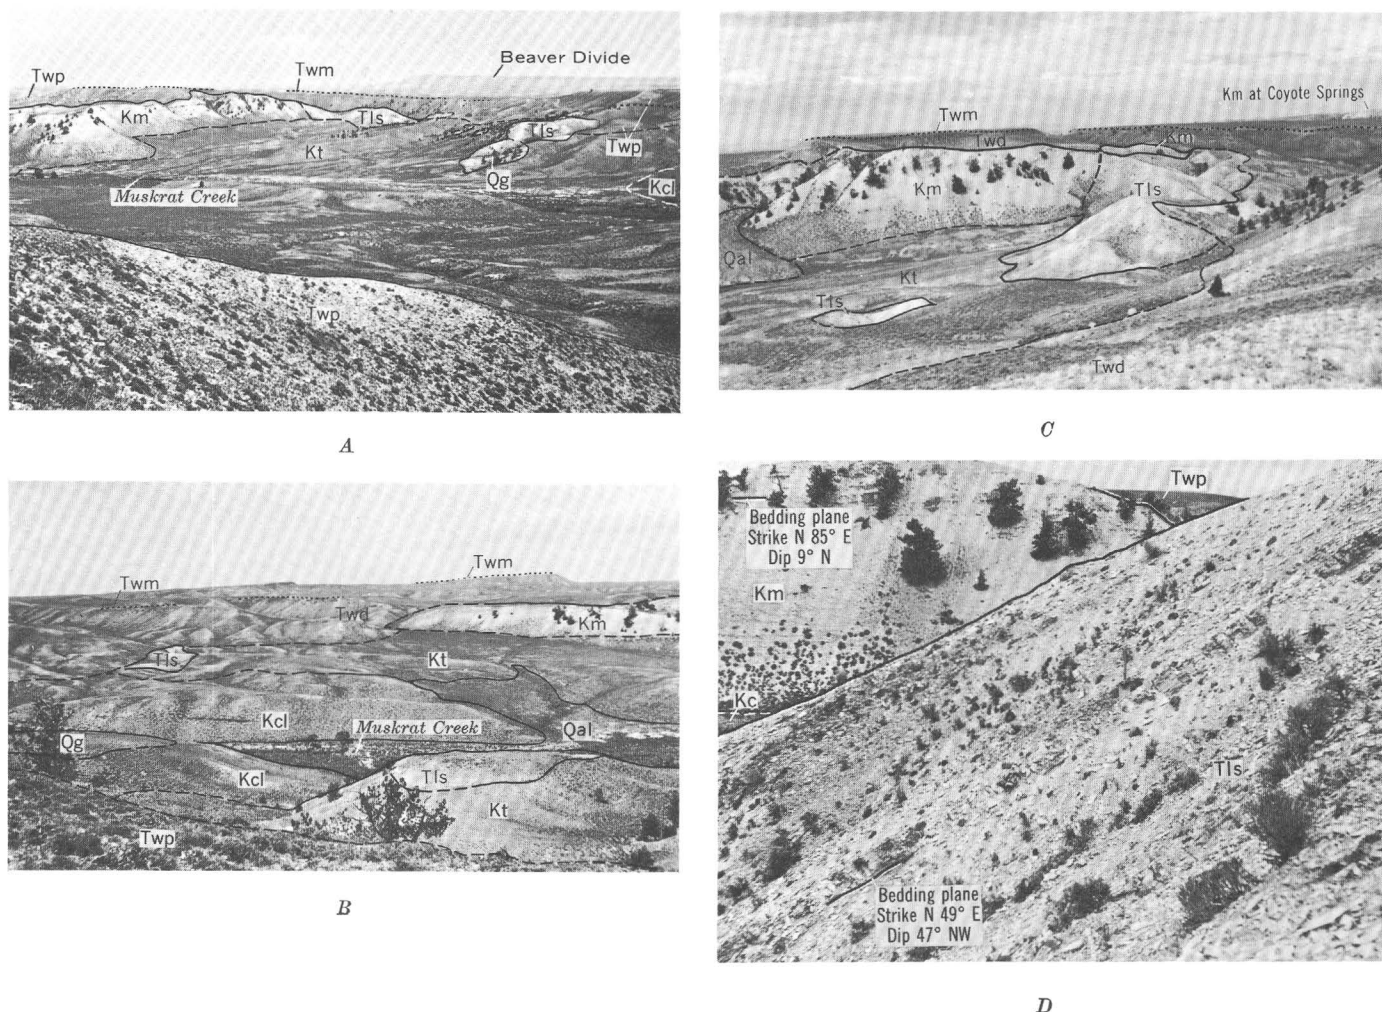 Beaver Divide
Twm
Twp
Km
Tls
Tls
Kt
Twp
Qg
Kcl
Muskrat Creek
Twp
A
Twm
Twm
Twd
Km
Tls
Kt
Kcl
Muskrat Creek
Qal
Qg
Kcl
Tls
Kt
Twp
B
Km at Coyote Springs
Twm
Twd
Km
Km
Tls
Qal
Kt
Tls
Twd
C
Twp
Bedding plane
Strike N 85° E
Dip 9° N
Km
Kc
Tls
Bedding plane
Strike N 49° E
Dip 47° NW
D